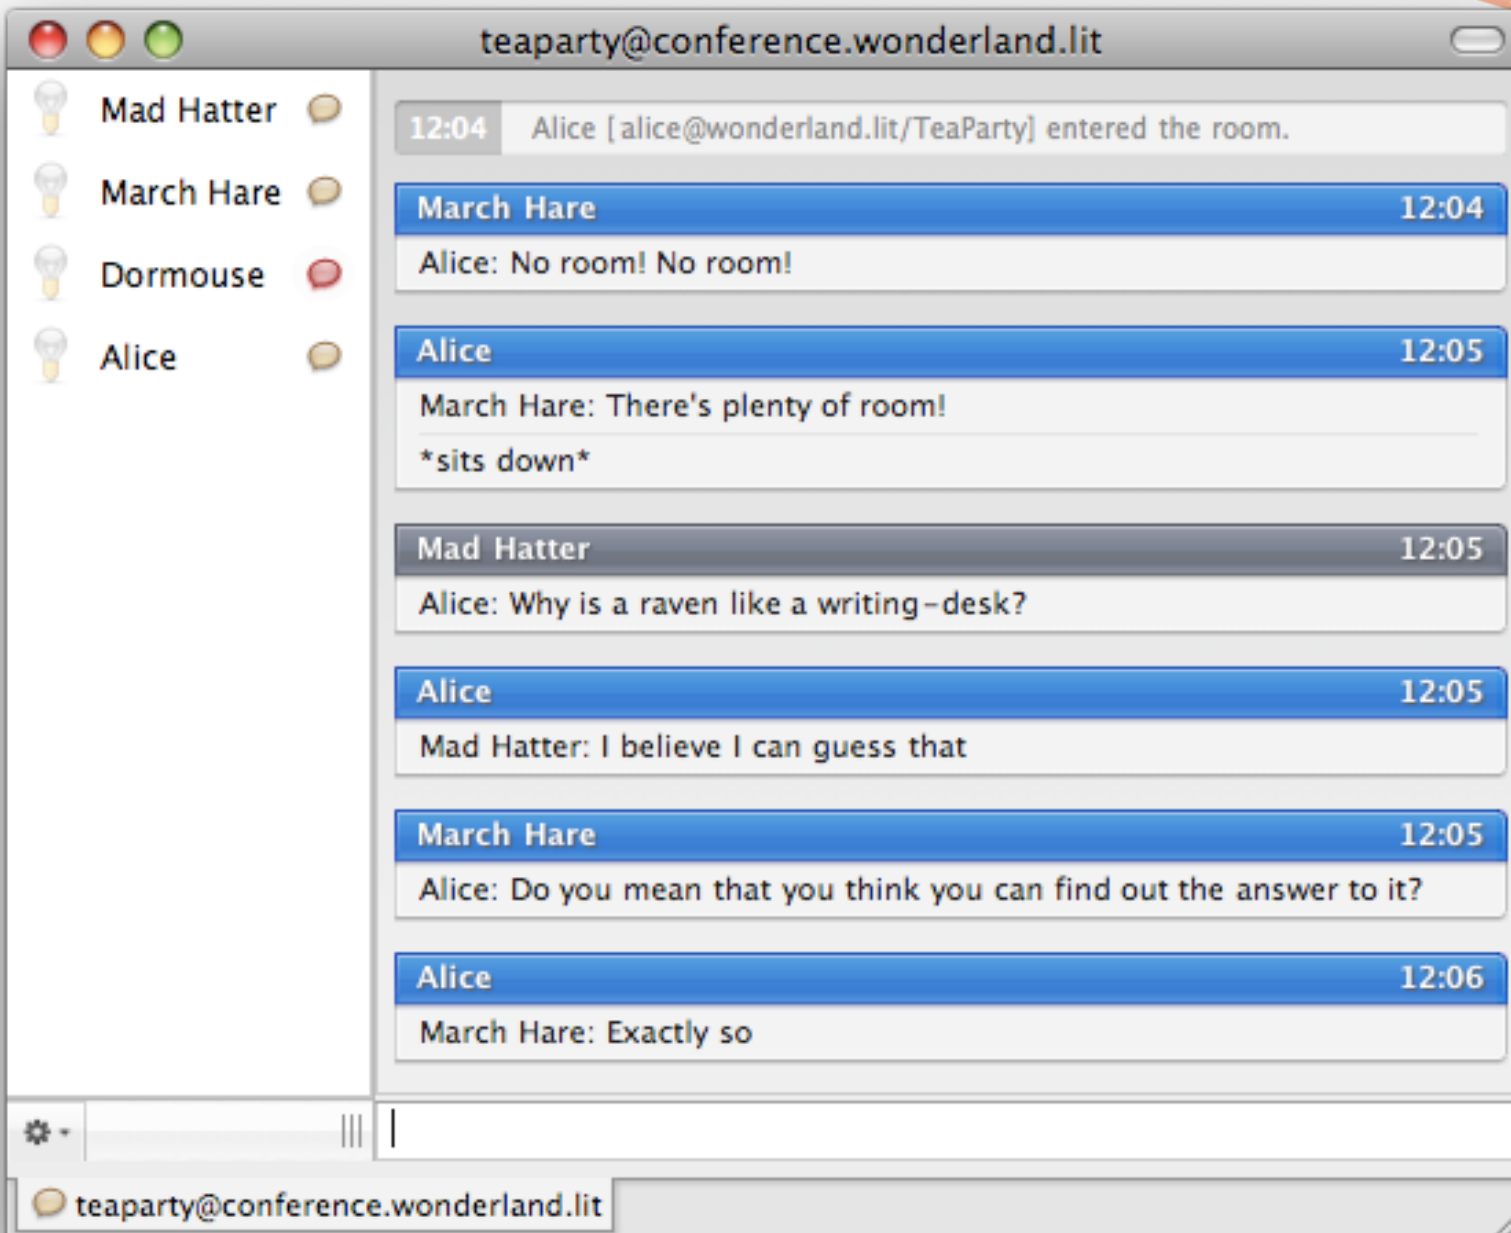 teaparty@conference.wonderland.lit
Mad Hatter
March Hare
Dormouse
Alice
12:04 Alice [alice@wonderland.lit/TeaParty] entered the room.
March Hare 12:04
Alice: No room! No room!
Alice 12:05
March Hare: There's plenty of room!
*sits down*
Mad Hatter 12:05
Alice: Why is a raven like a writing-desk?
Alice 12:05
Mad Hatter: I believe I can guess that
March Hare 12:05
Alice: Do you mean that you think you can find out the answer to it?
Alice 12:06
March Hare: Exactly so
teaparty@conference.wonderland.lit